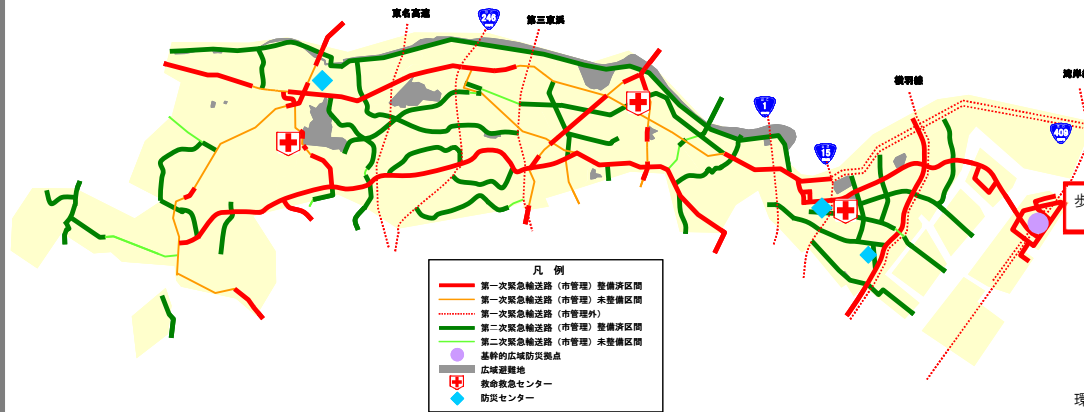 東名高速
246
第三京浜
1
15
横羽線
湾岸線
409
歩
凡 例
第一次緊急輸送路（市管理）整備済区間
第一次緊急輸送路（市管理）未整備区間
第一次緊急輸送路（市管理外）
第二次緊急輸送路（市管理）整備済区間
第二次緊急輸送路（市管理）未整備区間
基幹的広域防災拠点
広域避難地
救命救急センター
防災センター
環